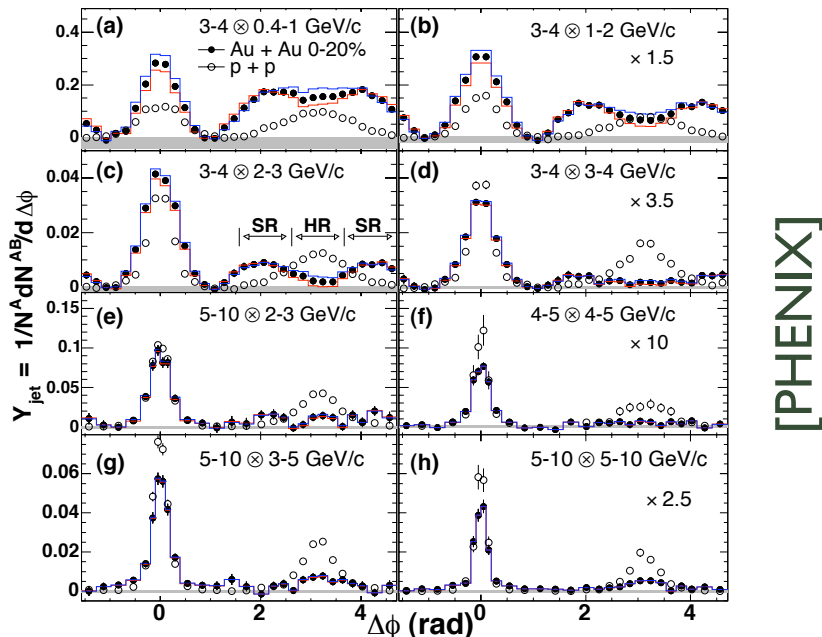 (a) 3-4 ⊗ 0.4-1 GeV/c
Au + Au 0-20%
p + p
(b) 3-4 ⊗ 1-2 GeV/c
× 1.5
0.4
0.2
0
(c) 3-4 ⊗ 2-3 GeV/c
SR HR SR
(d) 3-4 ⊗ 3-4 GeV/c
× 3.5
0.04
0.02
0
(e) 5-10 ⊗ 2-3 GeV/c
(f) 4-5 ⊗ 4-5 GeV/c
× 10
0.15
0.1
0.05
0
(g) 5-10 ⊗ 3-5 GeV/c
(h) 5-10 ⊗ 5-10 GeV/c
× 2.5
0.06
0.04
0.02
0
0 2 4 0 2 4
Δϕ (rad)
Y_jet = 1/N^A dN^AB/d Δϕ
[PHENIX]